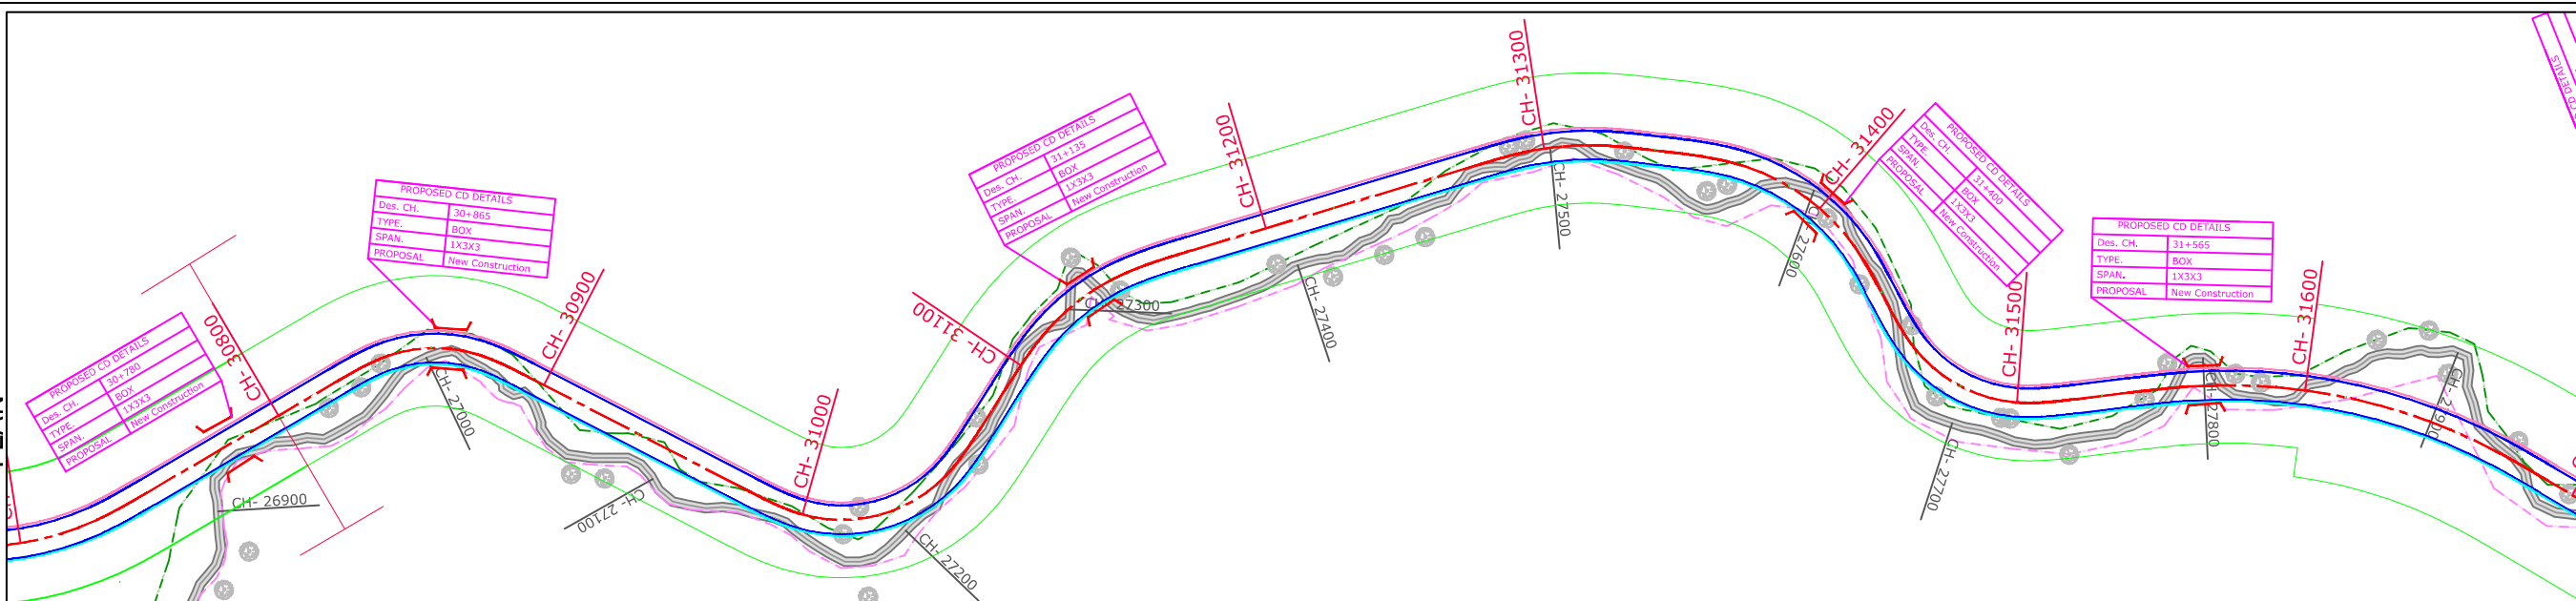 PROPOSED CD DETAILS
Des. CH. 30+780
TYPE. BOX
SPAN. 1X3X3
PROPOSAL New Construction
CH- 30800
CH- 26900
PROPOSED CD DETAILS
Des. CH. 30+865
TYPE. BOX
SPAN. 1X3X3
PROPOSAL New Construction
CH- 27000
CH- 30900
CH- 27100
CH- 31000
CH- 27200
CH- 31100
PROPOSED CD DETAILS
Des. CH. 31+135
TYPE. BOX
SPAN. 1X3X3
PROPOSAL New Construction
CH- 27300
CH- 31200
CH- 27400
CH- 31300
CH- 27500
CH- 27600
CH- 31400
PROPOSED CD DETAILS
Des. CH. 31+400
TYPE. BOX
SPAN. 1X3X3
PROPOSAL New Construction
CH- 27700
CH- 31500
PROPOSED CD DETAILS
Des. CH. 31+565
TYPE. BOX
SPAN. 1X3X3
PROPOSAL New Construction
CH- 27800
CH- 31600
CH- 27900
CD DETAILS